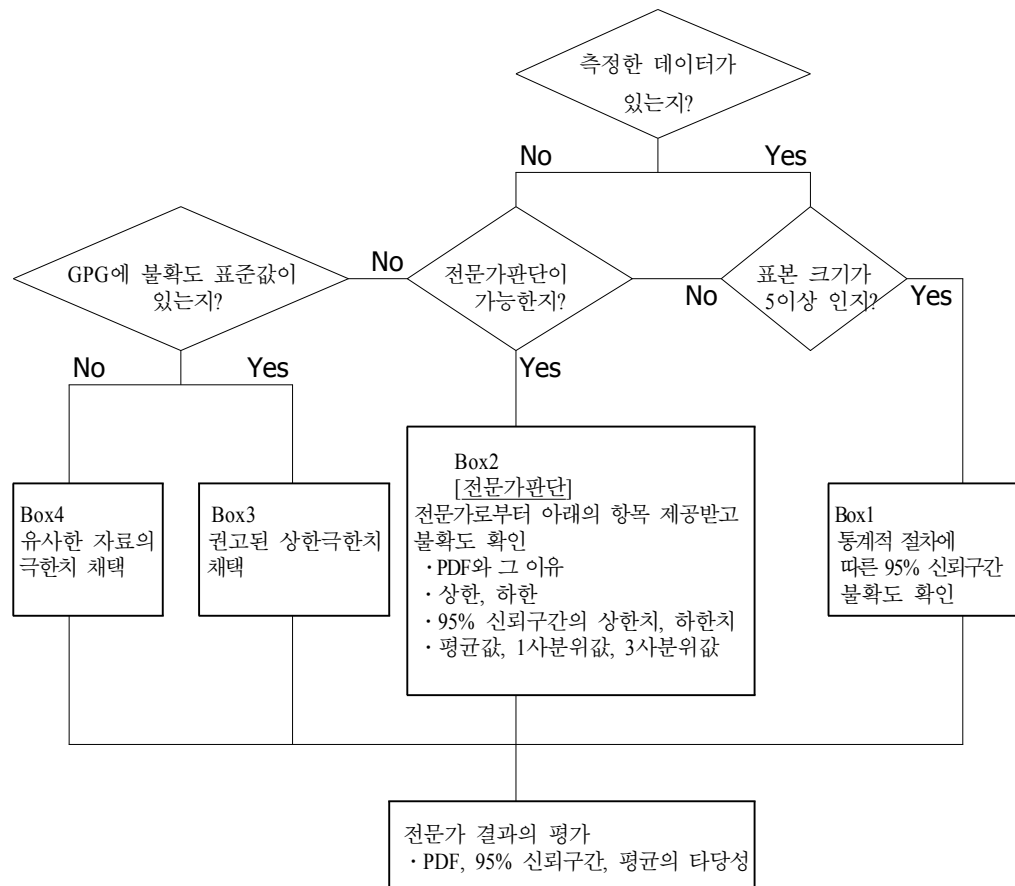 측정한 데이터가
있는지?
No
Yes
GPG에 불확도 표준값이
있는지?
No
전문가판단이
가능한지?
No
표본 크기가
5이상 인지?
Yes
No
Yes
Yes
Box4
유사한 자료의
극한치 채택
Box3
권고된 상한극한치
채택
Box2
[전문가판단]
전문가로부터 아래의 항목 제공받고
불확도 확인
·PDF와 그 이유
·상한, 하한
·95% 신뢰구간의 상한치, 하한치
·평균값, 1사분위값, 3사분위값
Box1
통계적 절차에
따른 95% 신뢰구간
불확도 확인
전문가 결과의 평가
·PDF, 95% 신뢰구간, 평균의 타당성